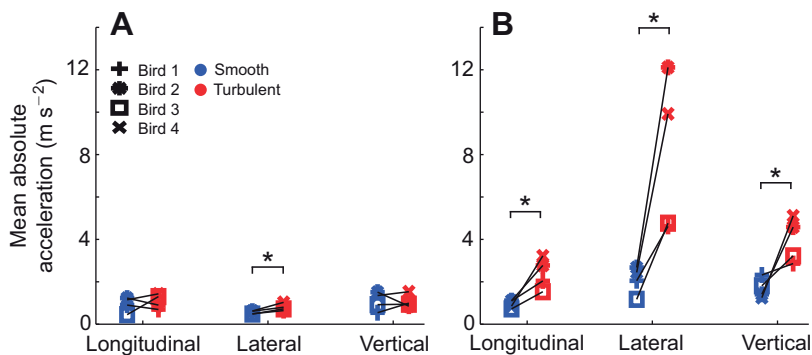 A
B
Bird 1
Bird 2
Bird 3
Bird 4
Smooth
Turbulent
Mean absolute
acceleration (m s−2)
12
8
4
0
*
Longitudinal
Lateral
Vertical
12
8
4
0
*
*
*
Longitudinal
Lateral
Vertical